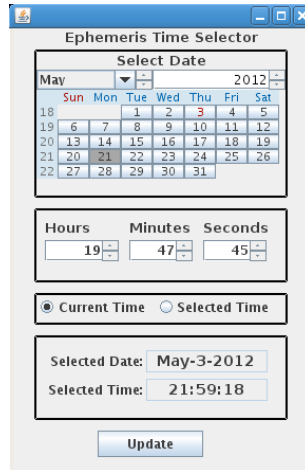 Ephemeris Time Selector
Select Date
May 2012
Sun Mon Tue Wed Thu Fri Sat
18 1 2 3 4 5
19 6 7 8 9 10 11 12
20 13 14 15 16 17 18 19
21 20 21 22 23 24 25 26
22 27 28 29 30 31
Hours Minutes Seconds
19 47 45
Current Time Selected Time
Selected Date: May-3-2012
Selected Time: 21:59:18
Update